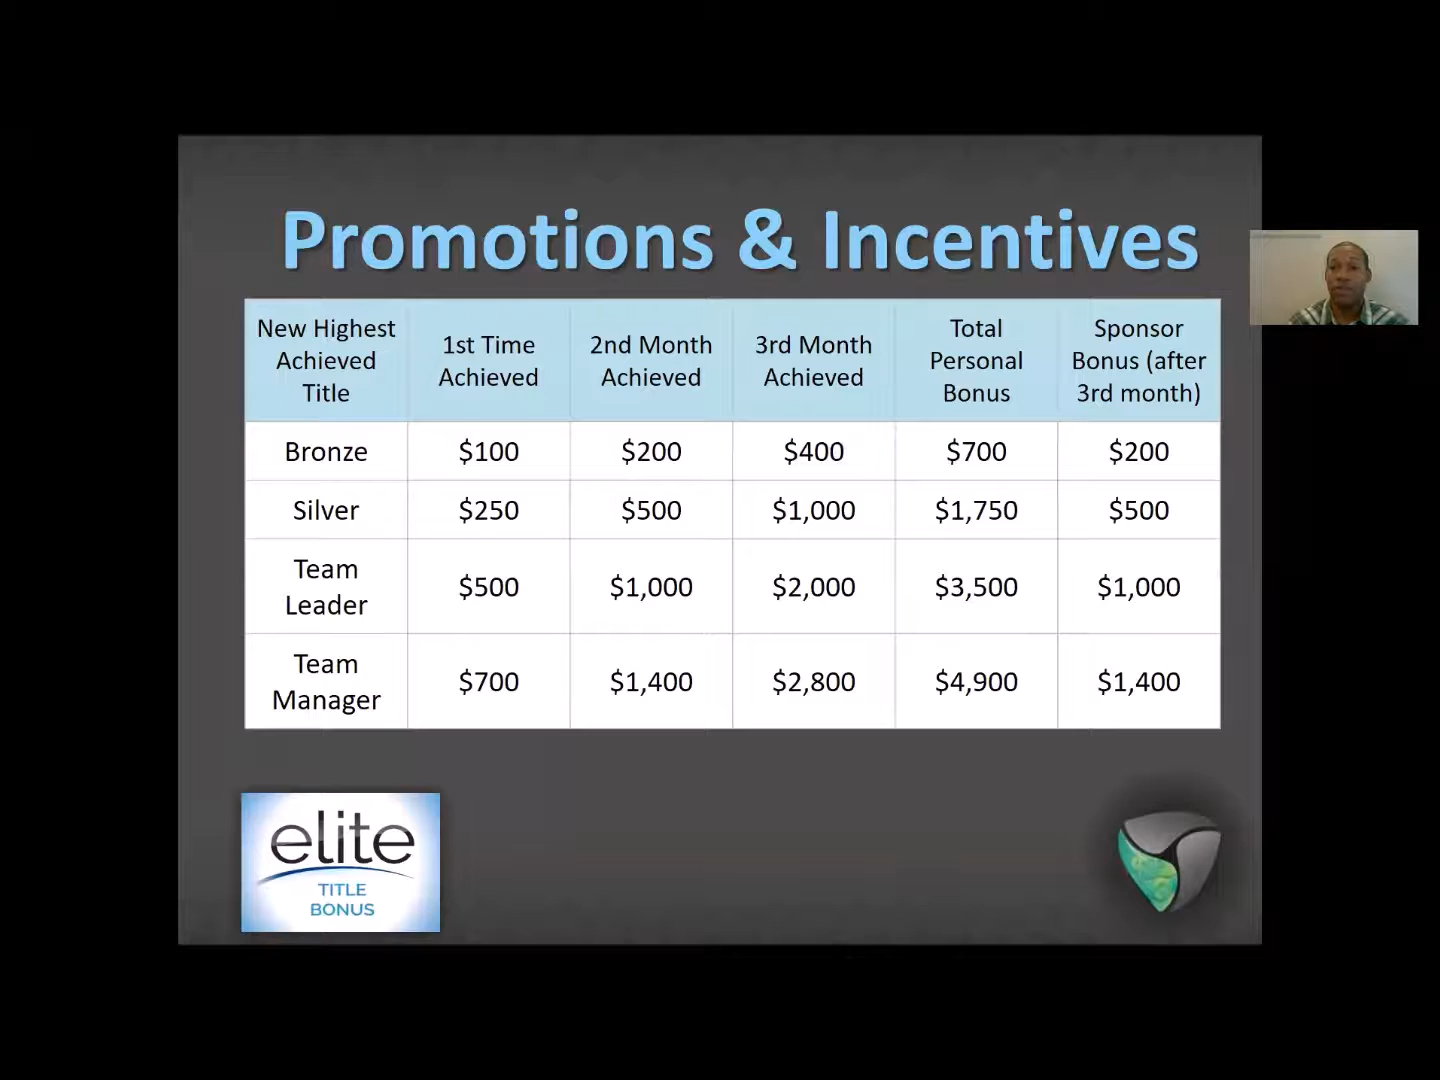 Promotions & Incentives
New Highest
Achieved
Title
1st Time
Achieved
2nd Month
Achieved
3rd Month
Achieved
Total
Personal
Bonus
Sponsor
Bonus (after
3rd month)
Bronze $100 $200 $400 $700 $200
Silver $250 $500 $1,000 $1,750 $500
Team
Leader
$500 $1,000 $2,000 $3,500 $1,000
Team
Manager
$700 $1,400 $2,800 $4,900 $1,400
elite
TITLE
BONUS